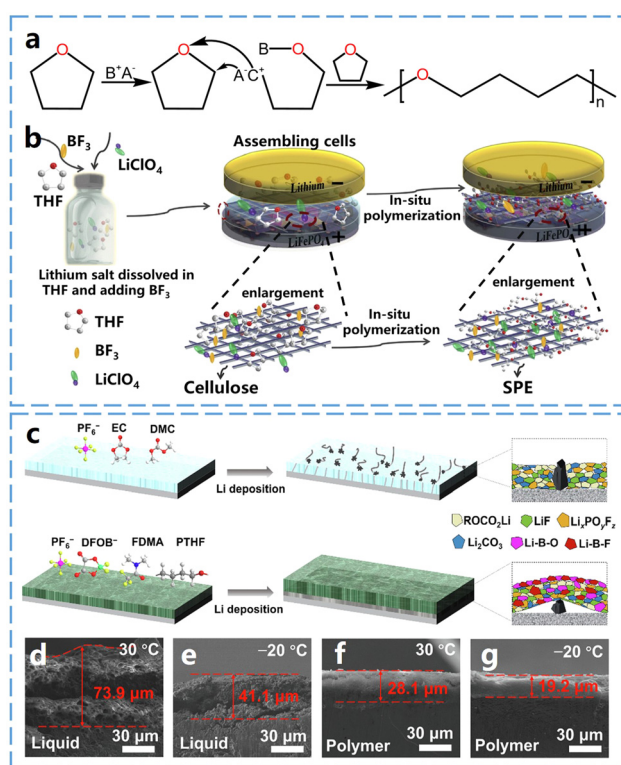 a
O
B⁺A⁻
O
B—O
A⁻C⁺
O
O
n
b
BF₃
LiClO₄
THF
Lithium salt dissolved in
THF and adding BF₃
THF
BF₃
LiClO₄
Assembling cells
Lithium
LiFePO₄
+
In-situ
polymerization
Lithium
LiFePO₄
enlargement
In-situ
polymerization
enlargement
Cellulose
SPE
c
PF₆⁻ EC DMC
Li deposition
ROCO₂Li LiF LiₓPOᵧF_z
Li₂CO₃ Li-B-O Li-B-F
PF₆⁻ DFOB⁻ FDMA PTHF
Li deposition
d
30 °C
73.9 μm
Liquid
30 μm
e
−20 °C
41.1 μm
Liquid
30 μm
f
30 °C
28.1 μm
Polymer
30 μm
g
−20 °C
19.2 μm
Polymer
30 μm